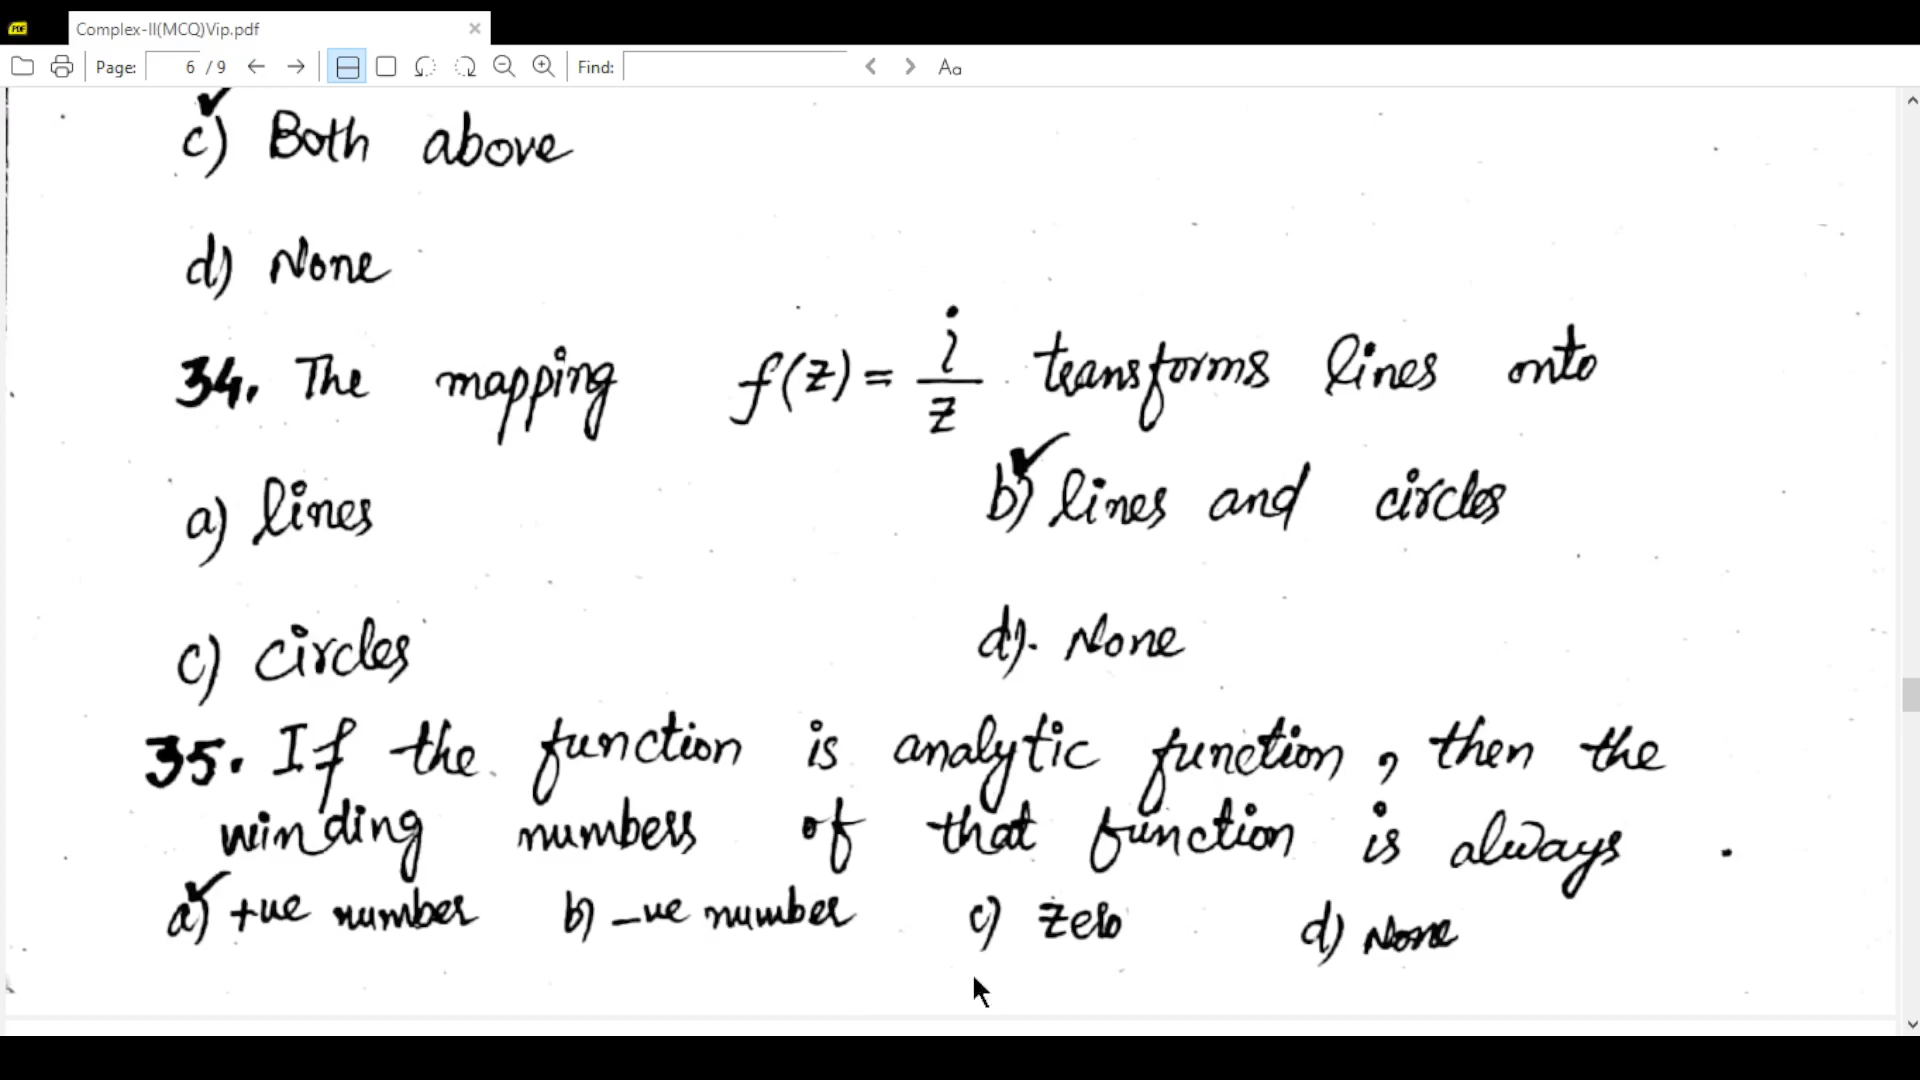 PDF
Complex-II(MCQ)Vip.pdf
Page: 6 / 9 Find: Aa
c) Both above
d) None
34. The mapping f(z) = i/z transforms lines onto
a) lines b) lines and circles
c) circles d). None
35. If the function is analytic function, then the
winding numbers of that function is always .
a) +ve number b) -ve number c) zero d) None